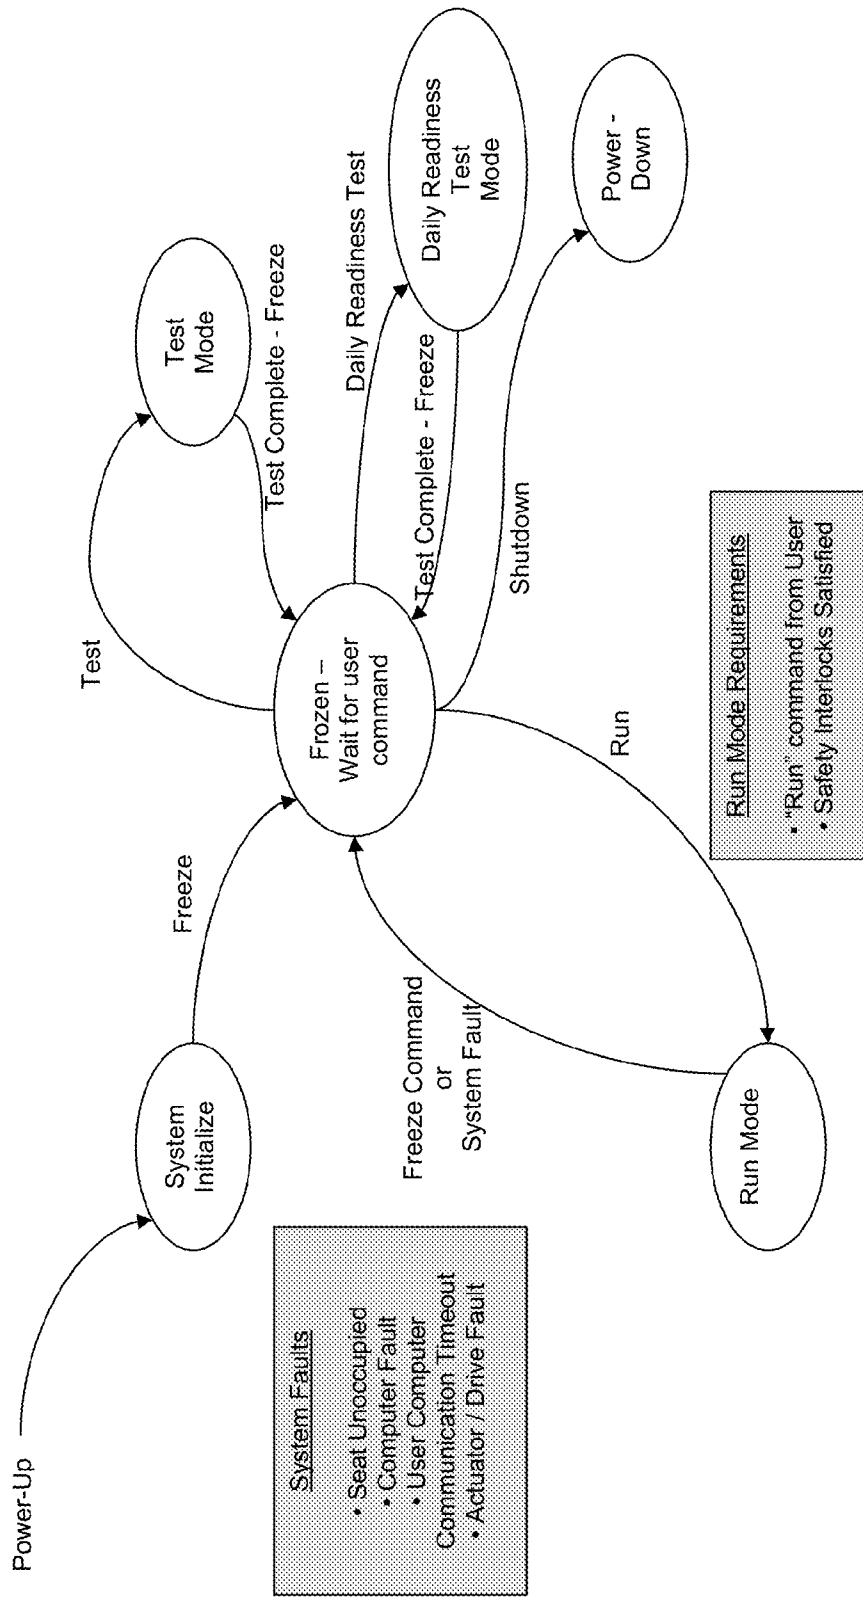 Power-Up
System
Initialize
Freeze
Test
Test
Mode
Test Complete - Freeze
Frozen –
Wait for user
command
Daily Readiness Test
Daily Readiness
Test
Mode
Test Complete - Freeze
Shutdown
Power -
Down
Run
Freeze Command
or
System Fault
Run Mode
System Faults
• Seat Unoccupied
• Computer Fault
• User Computer
Communication Timeout
• Actuator / Drive Fault
Run Mode Requirements
• "Run" command from User
• Safety Interlocks Satisfied